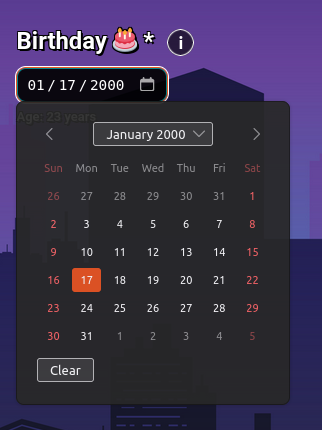 Birthday 🎂 * i
01 / 17 / 2000
Age: 23 years
January 2000
Sun Mon Tue Wed Thu Fri Sat
26 27 28 29 30 31 1
2 3 4 5 6 7 8
9 10 11 12 13 14 15
16 17 18 19 20 21 22
23 24 25 26 27 28 29
30 31 1 2 3 4 5
Clear